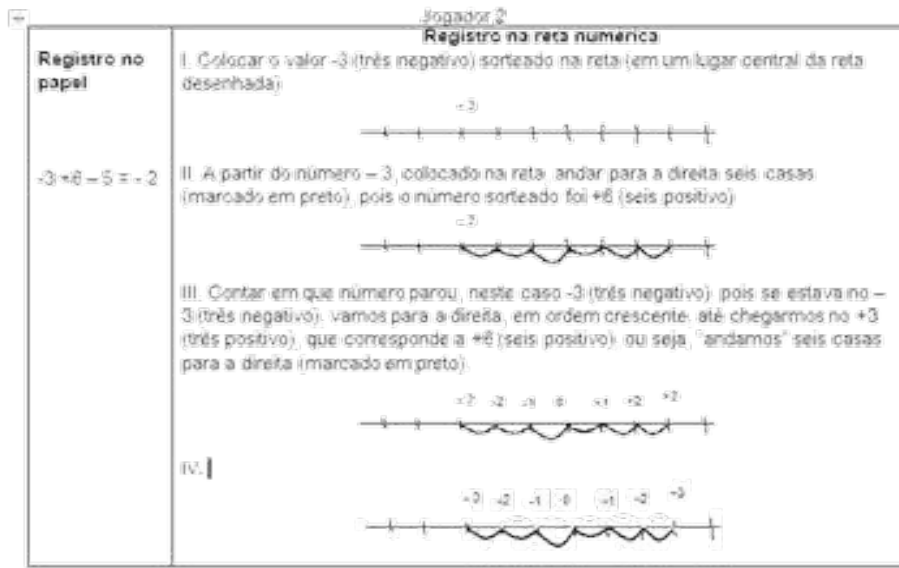 Jogador 2
Registro no papel
Registro na reta numérica
I. Colocar o valor -3 (três negativo) sorteado na reta (em um lugar central da reta
desenhada)
- 3
-3 +6 – 5 = - 2
II. A partir do número – 3, colocado na reta, andar para a direita seis casas
(marcado em preto), pois o número sorteado foi +6 (seis positivo)
- 3
III. Contar em que número parou, neste caso -3 (três negativo), pois se estava no –
3 (três negativo), vamos para a direita, em ordem crescente, até chegarmos no +3
(três positivo), que corresponde a +6 (seis positivo), ou seja, "andamos" seis casas
para a direita (marcado em preto).
-2 -1 0 +1 +2
IV.
-3 -2 -1 0 +1 +2 +3